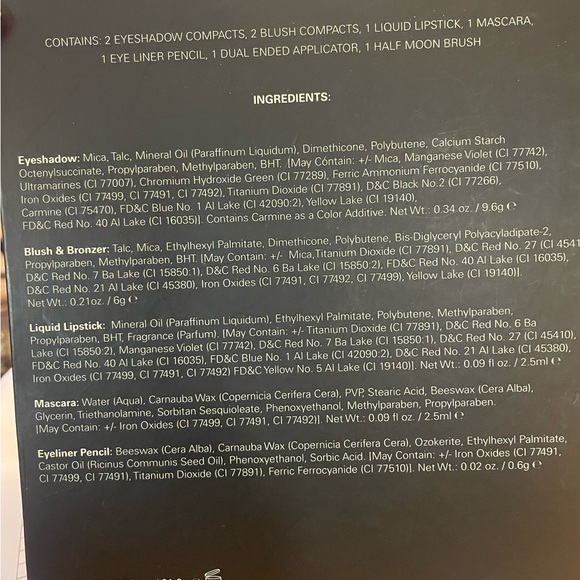 CONTAINS: 2 EYESHADOW COMPACTS, 2 BLUSH COMPACTS, 1 LIQUID LIPSTICK, 1 MASCARA,
1 EYE LINER PENCIL, 1 DUAL ENDED APPLICATOR, 1 HALF MOON BRUSH
INGREDIENTS:
Eyeshadow: Mica, Talc, Mineral Oil (Paraffinum Liquidum), Dimethicone, Polybutene, Calcium Starch
Octenylsuccinate, Propylparaben, Methylparaben, BHT. [May Contain: +/- Mica, Manganese Violet (CI 77742),
Ultramarines (CI 77007), Chromium Hydroxide Green (CI 77289), Ferric Ammonium Ferrocyanide (CI 77510),
Iron Oxides (CI 77499, CI 77491, CI 77492), Titanium Dioxide (CI 77891), D&C Black No.2 (CI 77266),
Carmine (CI 75470), FD&C Blue No. 1 Al Lake (CI 42090:2), Yellow Lake (CI 19140),
FD&C Red No. 40 Al Lake (CI 16035)]. Contains Carmine as a Color Additive. Net Wt.: 0.34 oz. / 9.6g ℮
Blush & Bronzer: Talc, Mica, Ethylhexyl Palmitate, Dimethicone, Polybutene, Bis-Diglyceryl Polyacyladipate-2,
Propylparaben, Methylparaben, BHT. [May Contain: +/- Mica,Titanium Dioxide (CI 77891), D&C Red No. 27 (CI 4541
D&C Red No. 7 Ba Lake (CI 15850:1), D&C Red No. 6 Ba Lake (CI 15850:2), FD&C Red No. 40 Al Lake (CI 16035),
D&C Red No. 21 Al Lake (CI 45380), Iron Oxides (CI 77491, CI 77492, CI 77499), Yellow Lake (CI 19140)].
Net Wt.: 0.21oz. / 6g ℮
Liquid Lipstick: Mineral Oil (Paraffinum Liquidum), Ethylhexyl Palmitate, Polybutene, Methylparaben,
Propylparaben, BHT, Fragrance (Parfum). [May Contain: +/- Titanium Dioxide (CI 77891), D&C Red No. 6 Ba
Lake (CI 15850:2), Manganese Violet (CI 77742), D&C Red No. 7 Ba Lake (CI 15850:1), D&C Red No. 27 (CI 45410),
FD&C Red No. 40 Al Lake (CI 16035), FD&C Blue No. 1 Al Lake (CI 42090:2), D&C Red No. 21 Al Lake (CI 45380),
Iron Oxides (CI 77499, CI 77491, CI 77492) FD&C Yellow No. 5 Al Lake (CI 19140)]. Net Wt.: 0.09 fl oz. / 2.5ml ℮
Mascara: Water (Aqua), Carnauba Wax (Copernicia Cerifera Cera), PVP, Stearic Acid, Beeswax (Cera Alba),
Glycerin, Triethanolamine, Sorbitan Sesquioleate, Phenoxyethanol, Methylparaben, Propylparaben.
[May Contain: +/- Iron Oxides (CI 77499, CI 77491, CI 77492)]. Net Wt.: 0.09 fl oz. / 2.5ml ℮
Eyeliner Pencil: Beeswax (Cera Alba), Carnauba Wax (Copernicia Cerifera Cera), Ozokerite, Ethylhexyl Palmitate,
Castor Oil (Ricinus Communis Seed Oil), Phenoxyethanol, Sorbic Acid. [May Contain: +/- Iron Oxides (CI 77491,
CI 77499, CI 77491), Titanium Dioxide (CI 77891), Ferric Ferrocyanide (CI 77510)]. Net Wt.: 0.02 oz. / 0.6g ℮